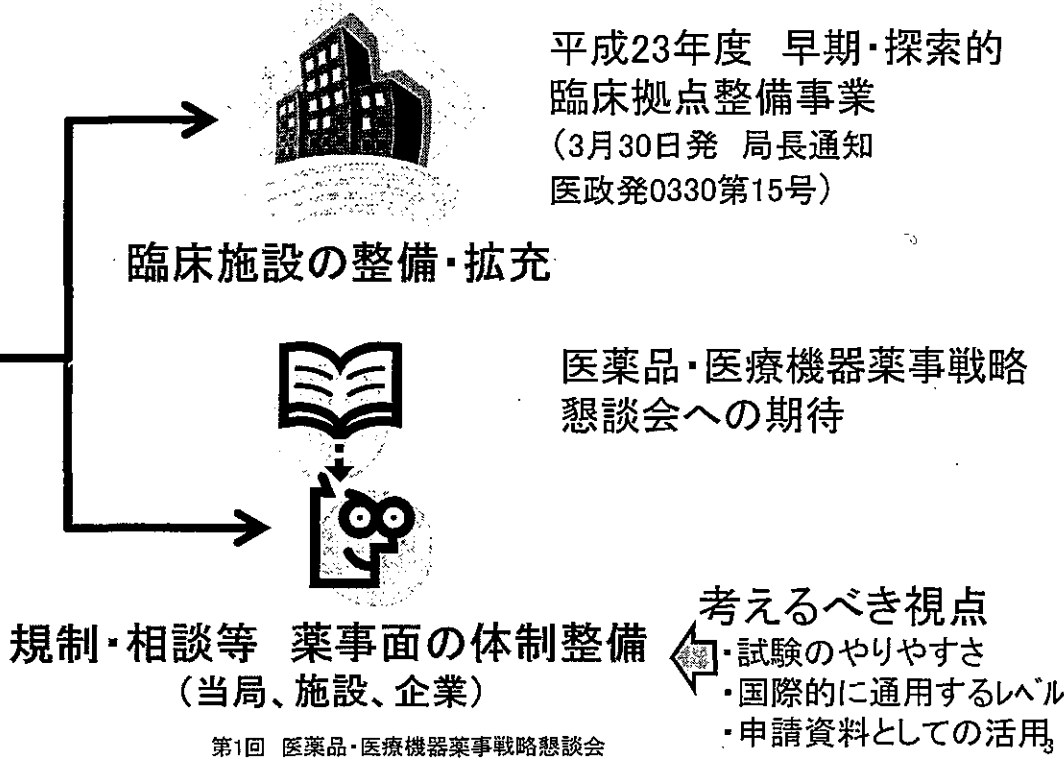 平成23年度 早期・探索的
臨床拠点整備事業
(3月30日発 局長通知
医政発0330第15号)
臨床施設の整備・拡充
医薬品・医療機器薬事戦略
懇談会への期待
規制・相談等 薬事面の体制整備
(当局、施設、企業)
考えるべき視点
・試験のやりやすさ
・国際的に通用するレベル
・申請資料としての活用
第1回 医薬品・医療機器薬事戦略懇談会
3